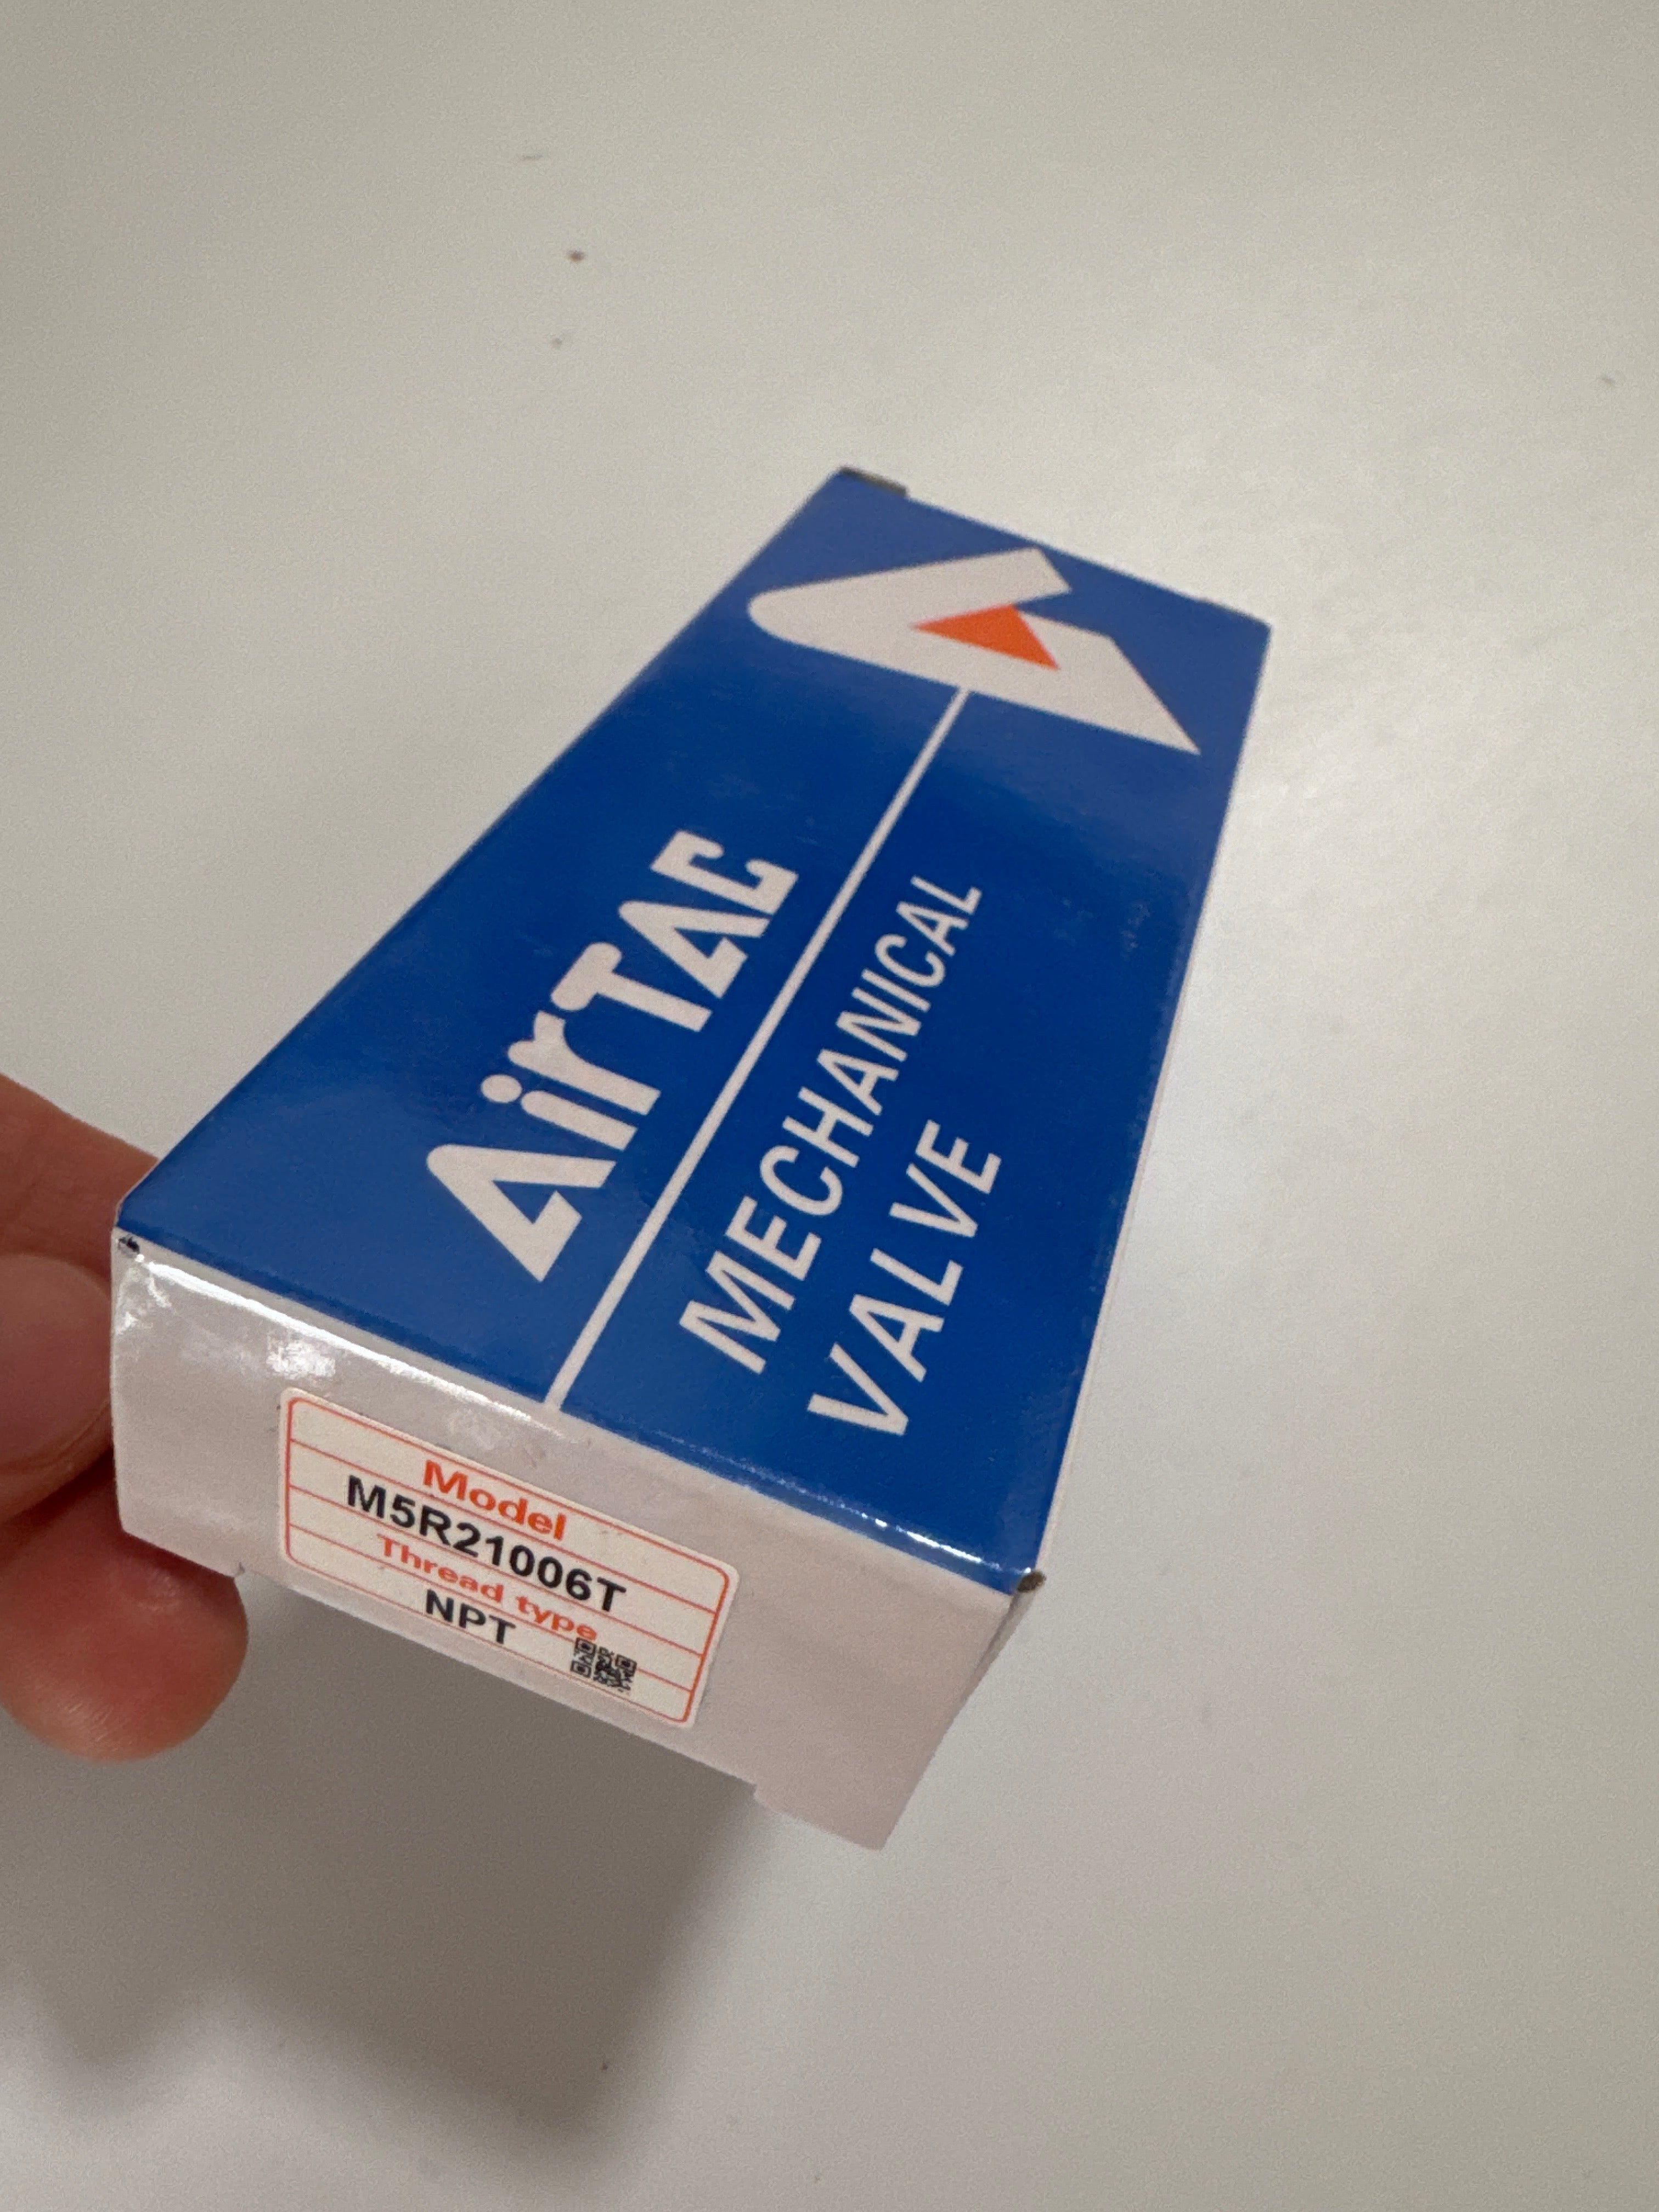 AirTAC
MECHANICAL
VALVE
Model
M5R21006T
Thread type
NPT